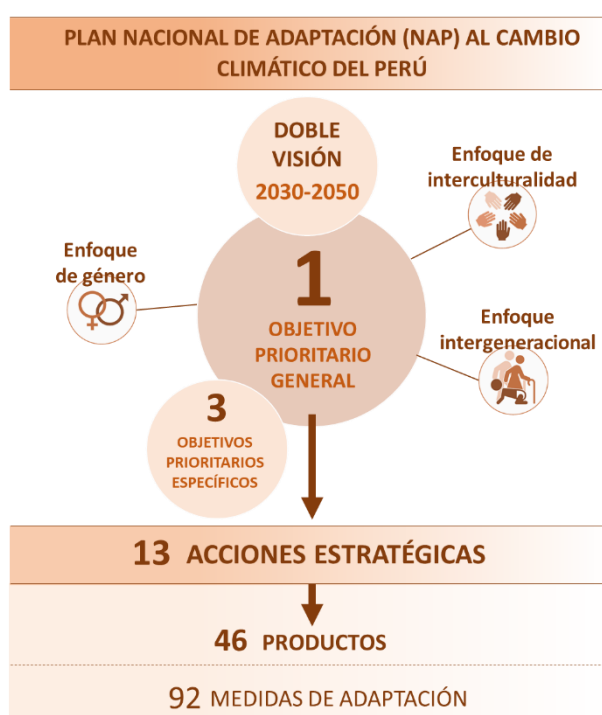 PLAN NACIONAL DE ADAPTACIÓN (NAP) AL CAMBIO
CLIMÁTICO DEL PERÚ
DOBLE
VISIÓN
2030-2050
Enfoque de
interculturalidad
Enfoque
de género
1
OBJETIVO
PRIORITARIO
GENERAL
Enfoque
intergeneracional
3
OBJETIVOS
PRIORITARIOS
ESPECÍFICOS
13 ACCIONES ESTRATÉGICAS
46 PRODUCTOS
92 MEDIDAS DE ADAPTACIÓN